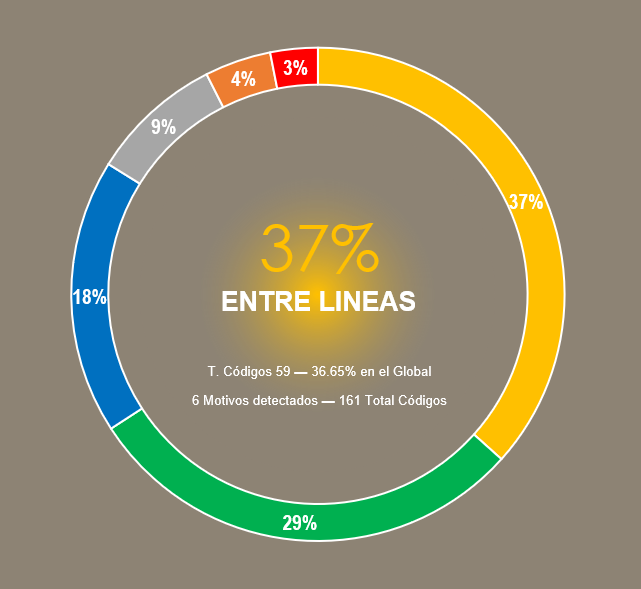 3%
4%
9%
37%
37%
ENTRE LINEAS
18%
T. Códigos 59 — 36.65% en el Global
6 Motivos detectados — 161 Total Códigos
29%